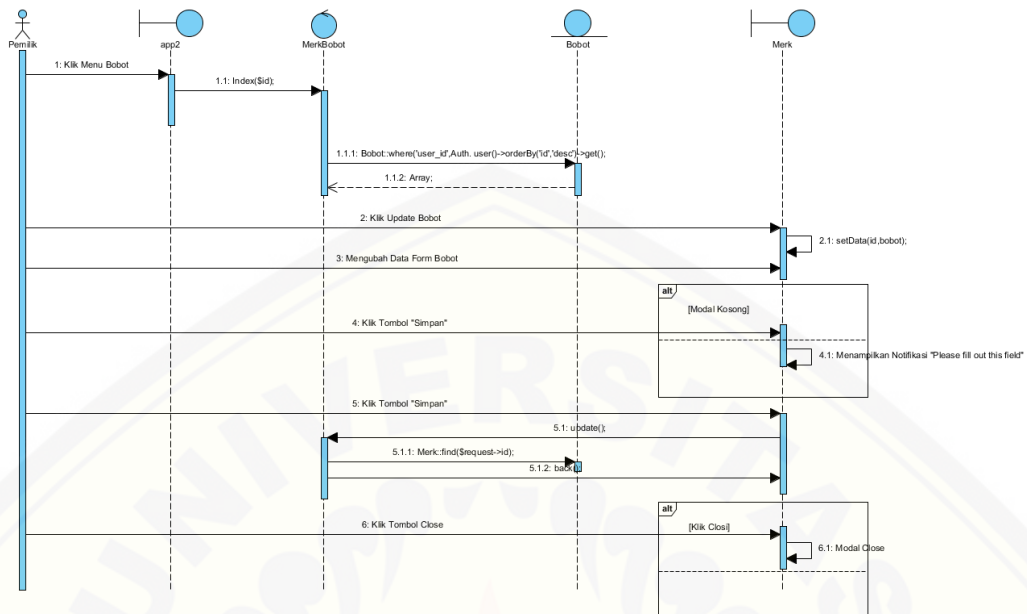 Pemilik
app2
MerkBobot
Bobot
Merk
1: Klik Menu Bobot
1.1: Index($id);
1.1.1: Bobot::where('user_id',Auth. user()->orderBy('id','desc')->get();
1.1.2: Array;
2: Klik Update Bobot
2.1: setData(id,bobot);
3: Mengubah Data Form Bobot
alt
[Modal Kosong]
4: Klik Tombol "Simpan"
4.1: Menampilkan Notifikasi "Please fill out this field"
5: Klik Tombol "Simpan"
5.1: update();
5.1.1: Merk::find($request->id);
5.1.2: back();
alt
6: Klik Tombol Close
[Klik Closi]
6.1: Modal Close
UNIVERSITAS